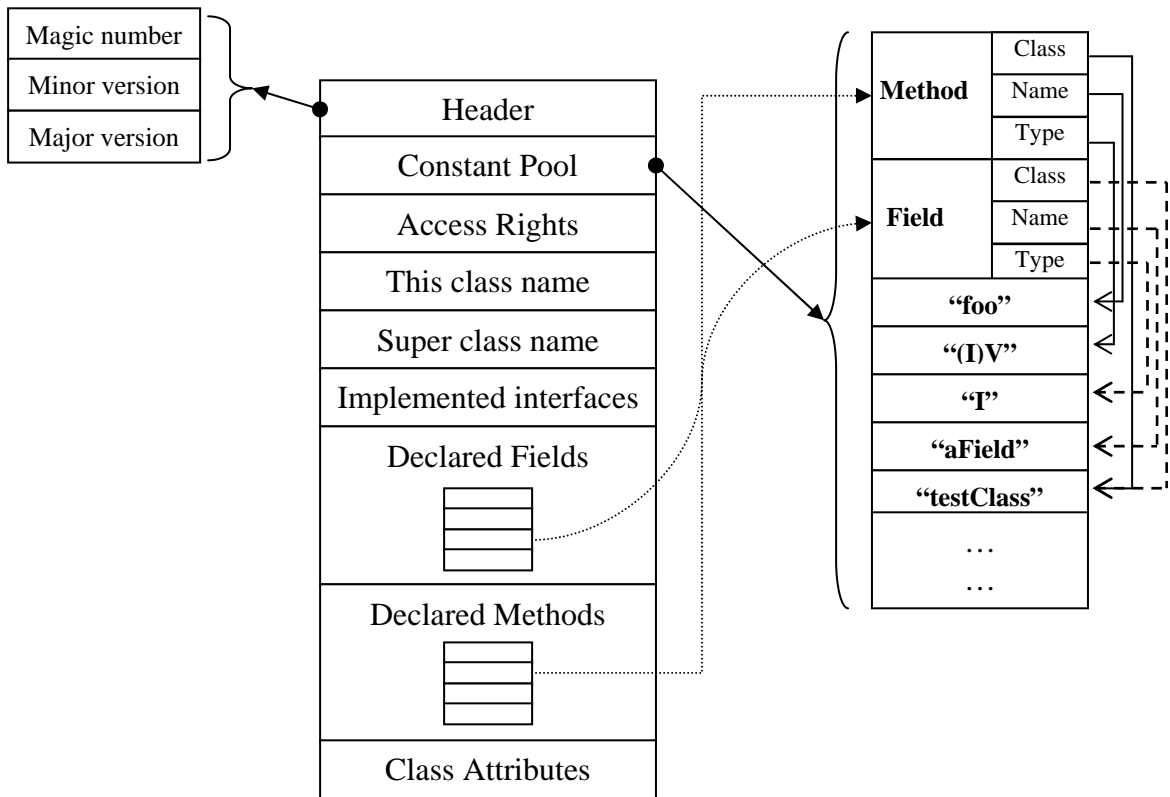 Magic number
Minor version
Major version
Header
Constant Pool
Access Rights
This class name
Super class name
Implemented interfaces
Declared Fields
Declared Methods
Class Attributes
Method
Class
Name
Type
Field
Class
Name
Type
“foo”
“(I)V”
“I”
“aField”
“testClass”
…
…